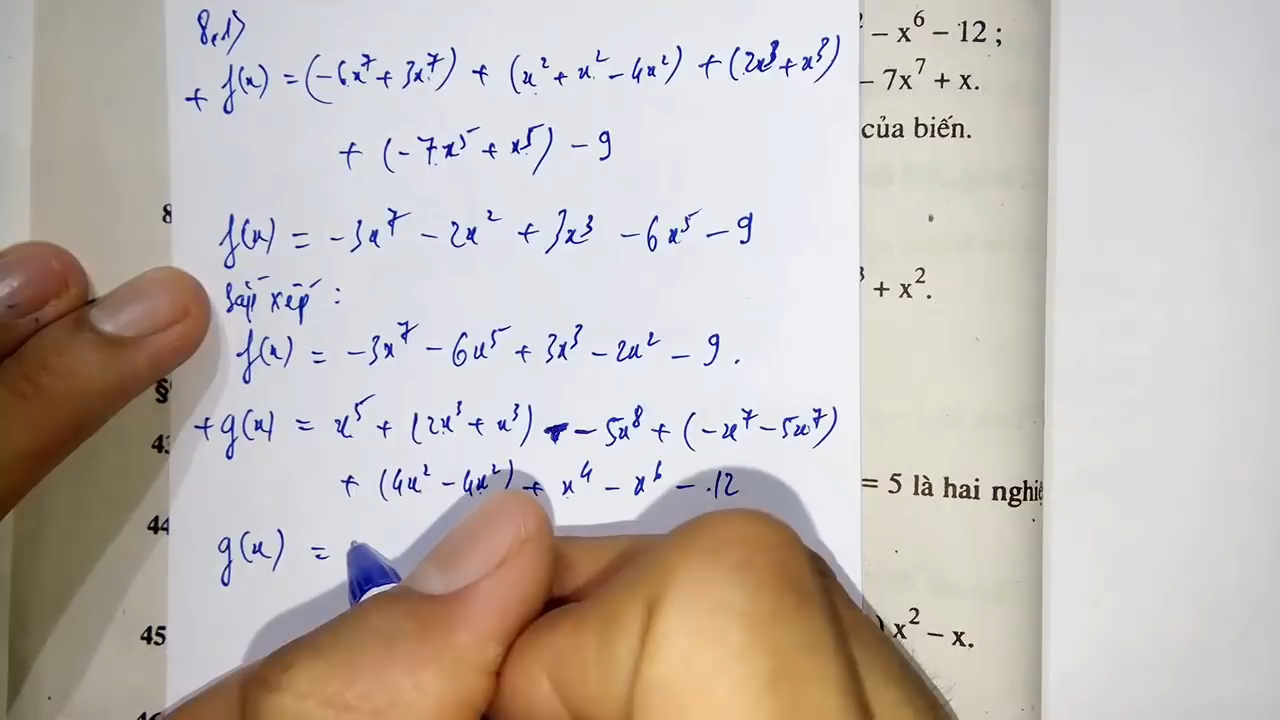 8.1)
+ f(x) = (-6x⁷ + 3x⁷) + (x² + x² - 4x²) + (2x³ + x³)
+ (-7x⁵ + x⁵) - 9
f(x) = -3x⁷ - 2x² + 3x³ - 6x⁵ - 9
Sắp xếp :
f(x) = -3x⁷ - 6x⁵ + 3x³ - 2x² - 9 .
+ g(x) = x⁵ + (2x³ + x³) - 5x⁸ + (-x⁷ - 5x⁷)
+ (4x² - 4x²) + x⁴ - x⁶ - 12
g(x) =
- x⁶ - 12 ;
- 7x⁷ + x.
của biến.
8
+ x².
§
43
= 5 là hai
44
x² - x.
45